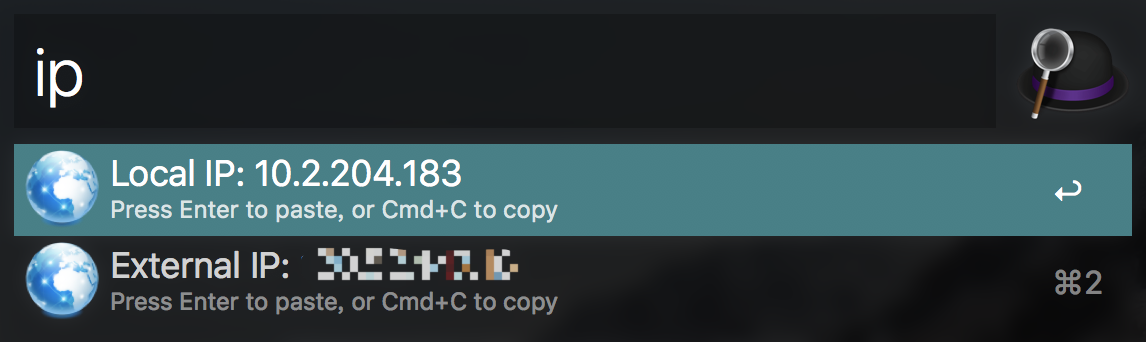 ip
Local IP: 10.2.204.183
Press Enter to paste, or Cmd+C to copy
External IP:
Press Enter to paste, or Cmd+C to copy
⌘2